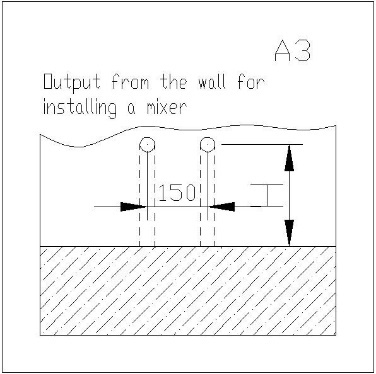 A3
Output from the wall for
installing a mixer
150
H